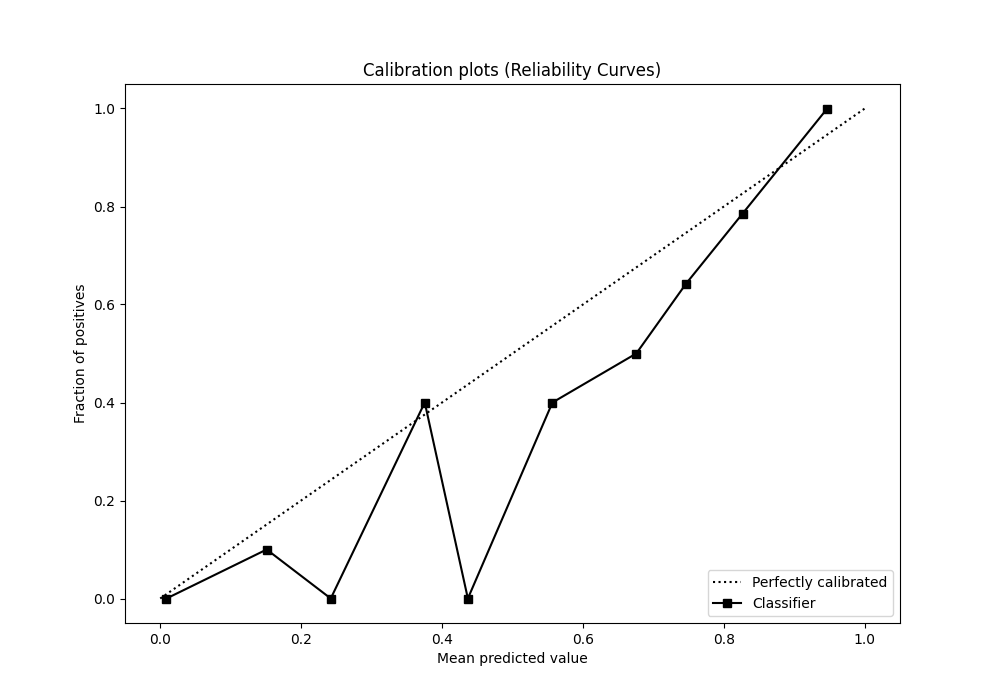 Calibration plots (Reliability Curves)
1.0
0.8
0.6
0.4
0.2
0.0
Fraction of positives
0.0 0.2 0.4 0.6 0.8 1.0
Mean predicted value
Perfectly calibrated
Classifier